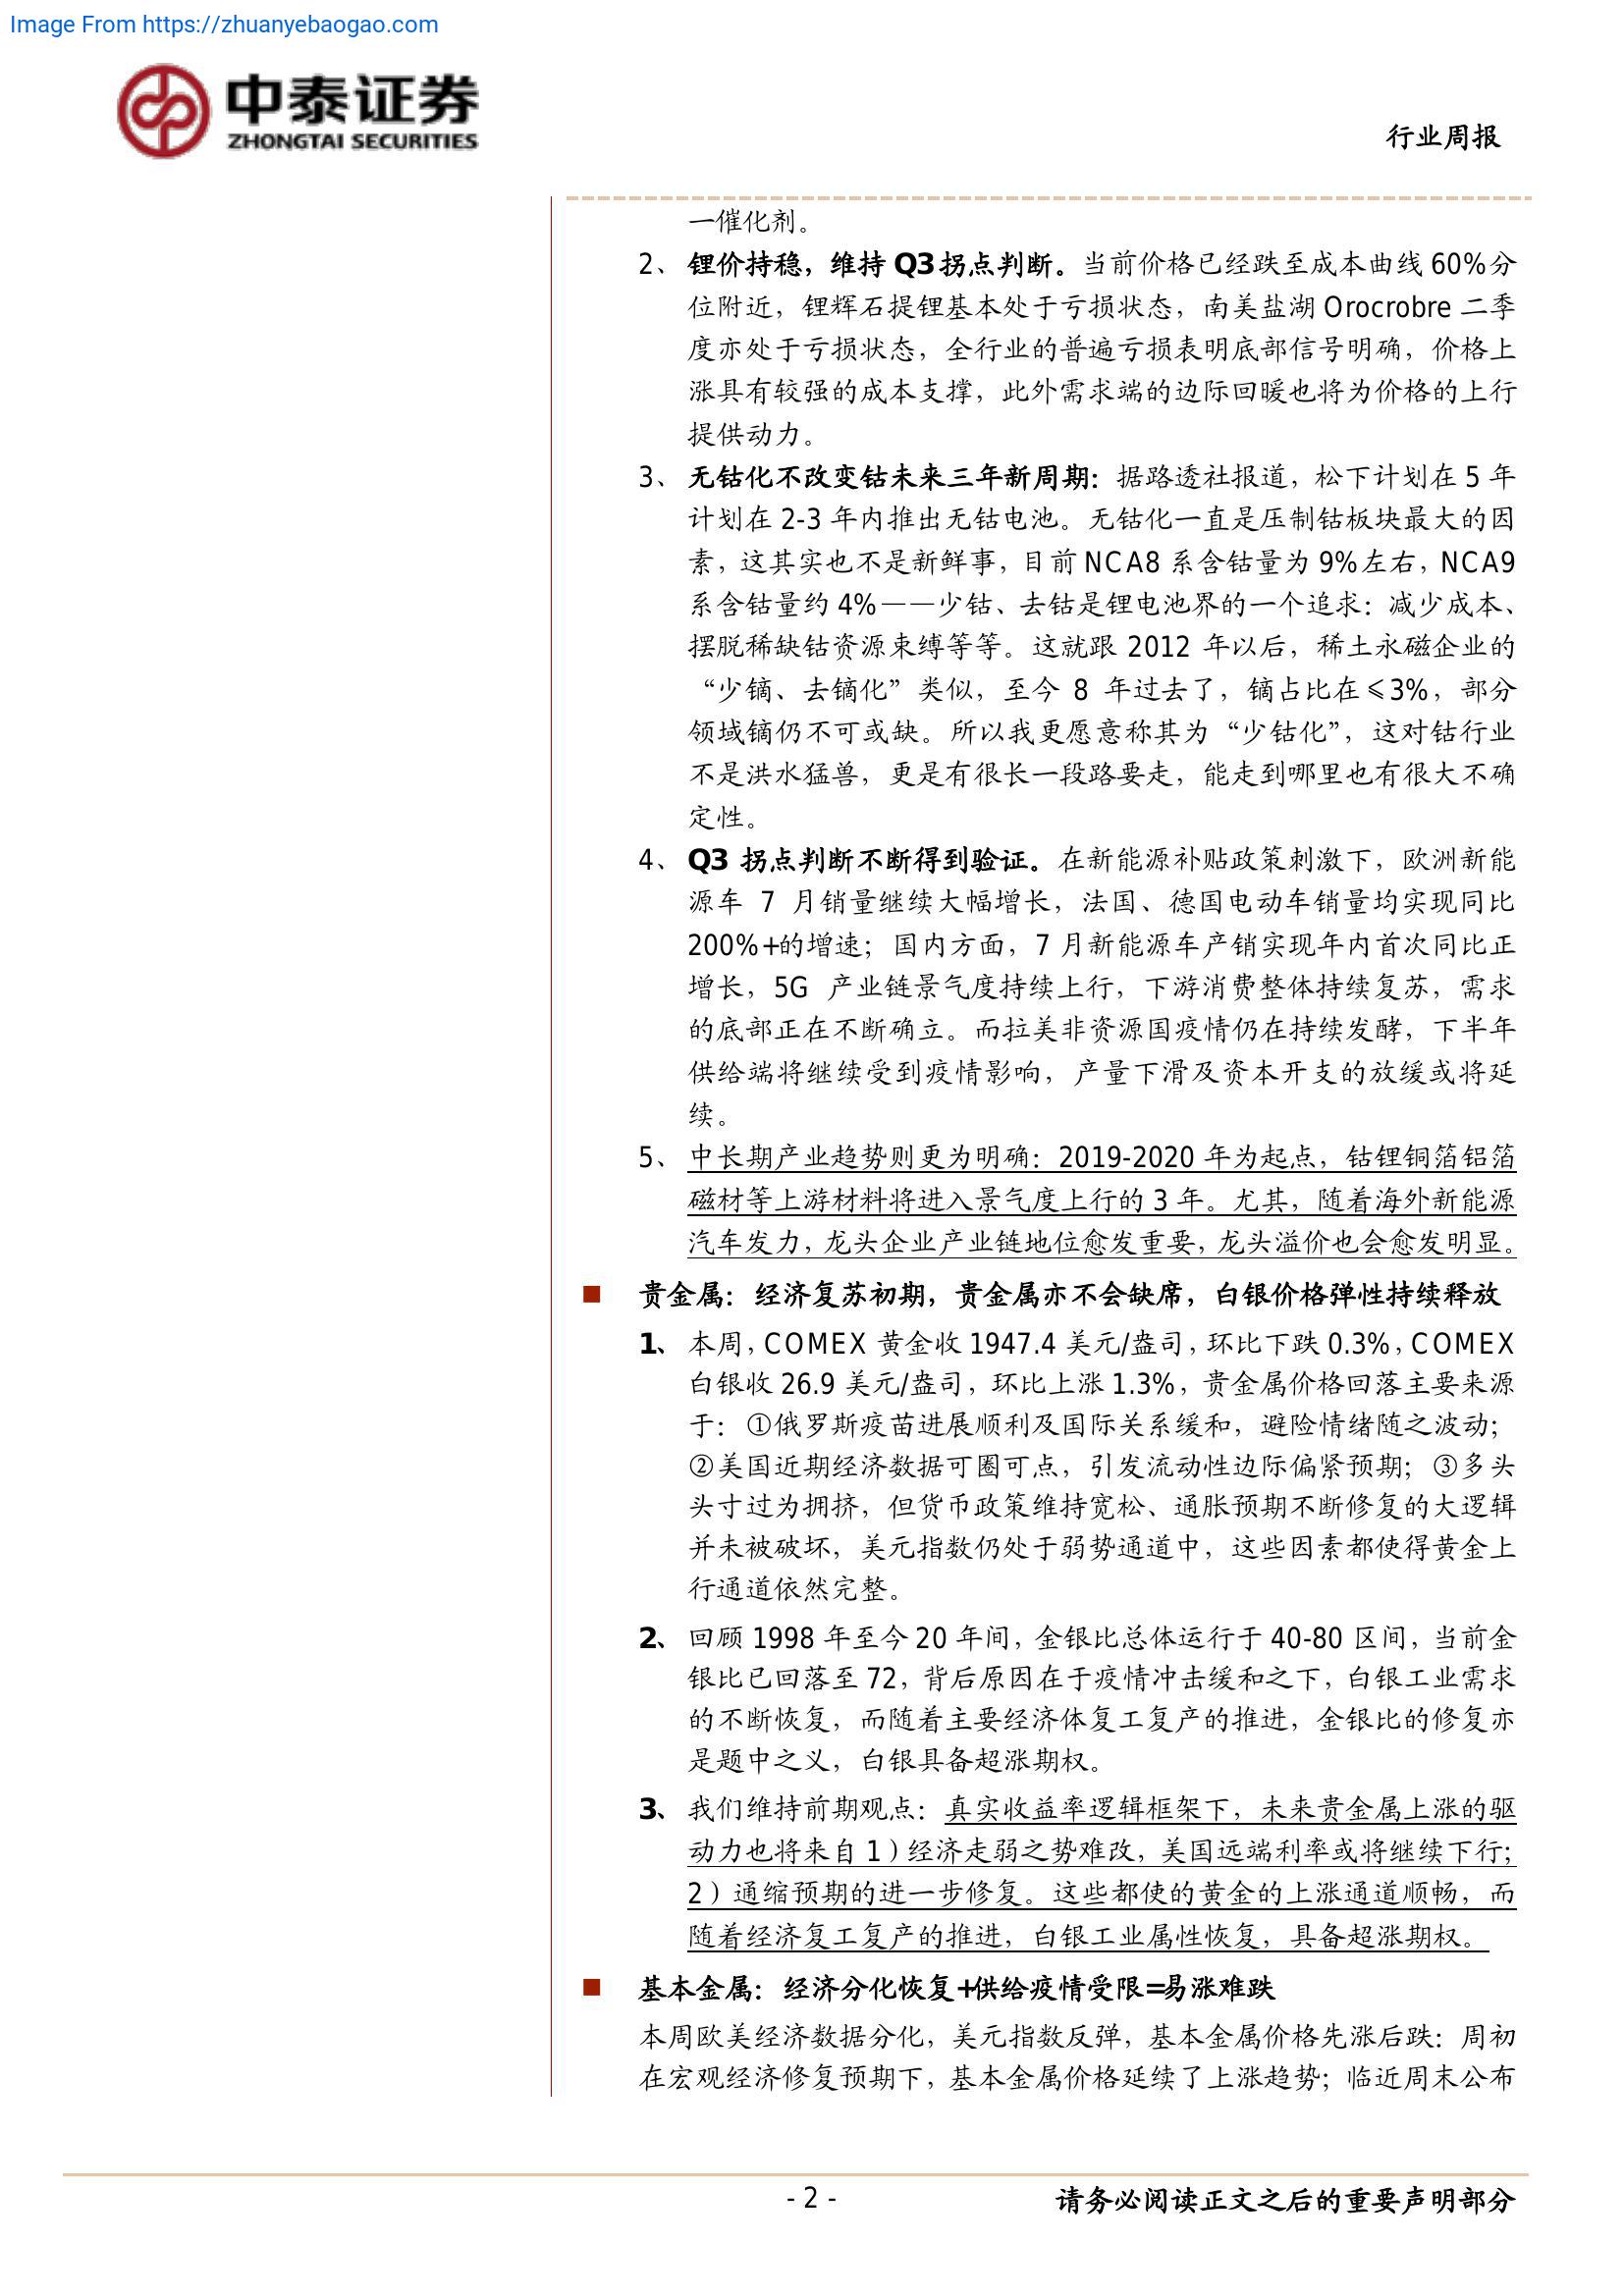 Image From https://zhuanyebaogao.com
中泰证券
ZHONGTAI SECURITIES
行业周报
一催化剂。
2、 锂价持稳，维持 Q3 拐点判断。当前价格已经跌至成本曲线 60%分
位附近，锂辉石提锂基本处于亏损状态，南美盐湖 Orocrobre 二季
度亦处于亏损状态，全行业的普遍亏损表明底部信号明确，价格上
涨具有较强的成本支撑，此外需求端的边际回暖也将为价格的上行
提供动力。
3、 无钴化不改变钴未来三年新周期：据路透社报道，松下计划在 5 年
计划在 2-3 年内推出无钴电池。无钴化一直是压制钴板块最大的因
素，这其实也不是新鲜事，目前 NCA8 系含钴量为 9%左右，NCA9
系含钴量约 4%——少钴、去钴是锂电池界的一个追求：减少成本、
摆脱稀缺钴资源束缚等等。这就跟 2012 年以后，稀土永磁企业的
“少镝、去镝化”类似，至今 8 年过去了，镝占比在≤3%，部分
领域镝仍不可或缺。所以我更愿意称其为“少钴化”，这对钴行业
不是洪水猛兽，更是有很长一段路要走，能走到哪里也有很大不确
定性。
4、 Q3 拐点判断不断得到验证。在新能源补贴政策刺激下，欧洲新能
源车 7 月销量继续大幅增长，法国、德国电动车销量均实现同比
200%+的增速；国内方面，7 月新能源车产销实现年内首次同比正
增长，5G 产业链景气度持续上行，下游消费整体持续复苏，需求
的底部正在不断确立。而拉美非资源国疫情仍在持续发酵，下半年
供给端将继续受到疫情影响，产量下滑及资本开支的放缓或将延
续。
5、 中长期产业趋势则更为明确：2019-2020 年为起点，钴锂铜箔铝箔
磁材等上游材料将进入景气度上行的 3 年。尤其，随着海外新能源
汽车发力，龙头企业产业链地位愈发重要，龙头溢价也会愈发明显。
■ 贵金属：经济复苏初期，贵金属亦不会缺席，白银价格弹性持续释放
1、 本周，COMEX 黄金收 1947.4 美元/盎司，环比下跌 0.3%，COMEX
白银收 26.9 美元/盎司，环比上涨 1.3%，贵金属价格回落主要来源
于：①俄罗斯疫苗进展顺利及国际关系缓和，避险情绪随之波动；
②美国近期经济数据可圈可点，引发流动性边际偏紧预期；③多头
头寸过为拥挤，但货币政策维持宽松、通胀预期不断修复的大逻辑
并未被破坏，美元指数仍处于弱势通道中，这些因素都使得黄金上
行通道依然完整。
2、 回顾 1998 年至今 20 年间，金银比总体运行于 40-80 区间，当前金
银比已回落至 72，背后原因在于疫情冲击缓和之下，白银工业需求
的不断恢复，而随着主要经济体复工复产的推进，金银比的修复亦
是题中之义，白银具备超涨期权。
3、 我们维持前期观点：真实收益率逻辑框架下，未来贵金属上涨的驱
动力也将来自 1）经济走弱之势难改，美国远端利率或将继续下行；
2）通缩预期的进一步修复。这些都使的黄金的上涨通道顺畅，而
随着经济复工复产的推进，白银工业属性恢复，具备超涨期权。
■ 基本金属：经济分化恢复+供给疫情受限=易涨难跌
本周欧美经济数据分化，美元指数反弹，基本金属价格先涨后跌：周初
在宏观经济修复预期下，基本金属价格延续了上涨趋势；临近周末公布
- 2 -
请务必阅读正文之后的重要声明部分